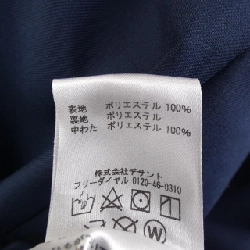 表地 ポリエステル 100%
裏地 ポリエステル
中わた ポリエステル 100%
株式会社デサント
フリーダイヤル 0120-46-0310
W